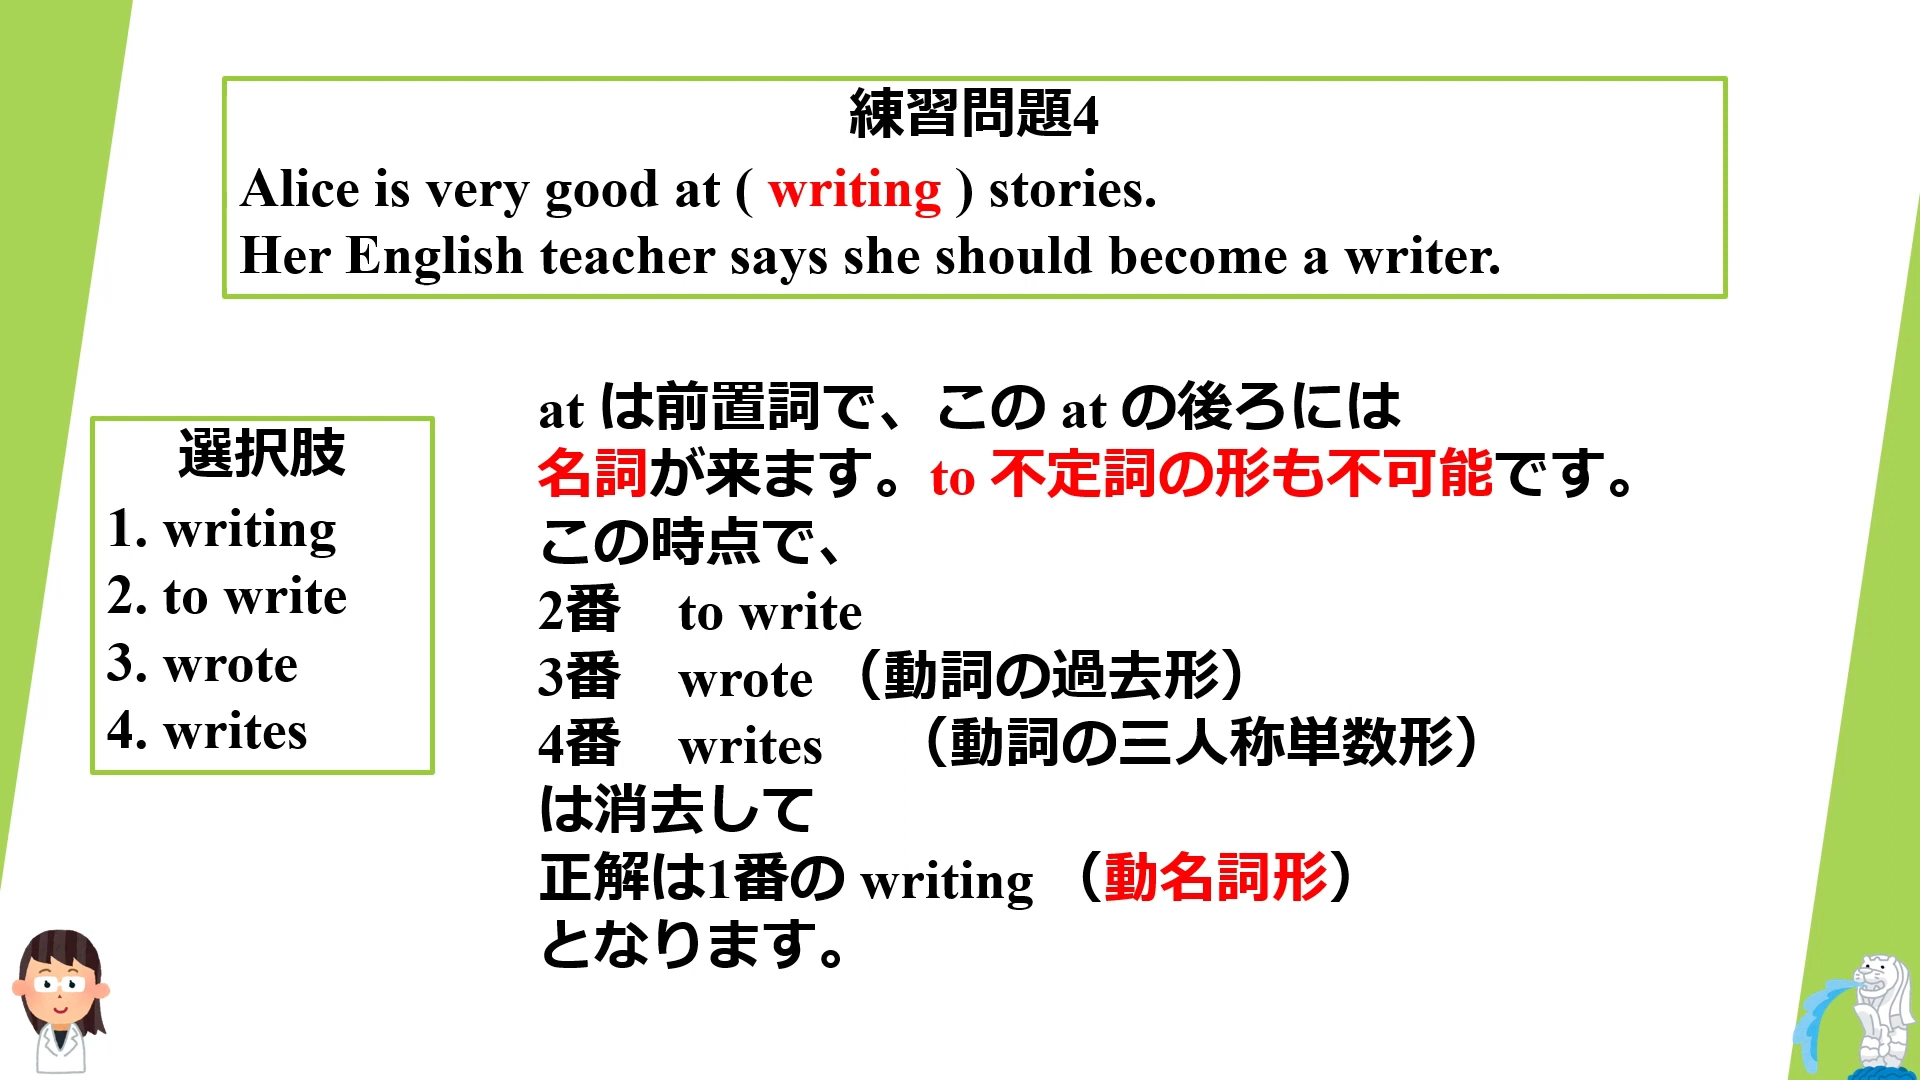 練習問題4
Alice is very good at ( writing ) stories.
Her English teacher says she should become a writer.
選択肢
1. writing
2. to write
3. wrote
4. writes
at は前置詞で、この at の後ろには
名詞が来ます。to 不定詞の形も不可能です。
この時点で、
2番　to write
3番　wrote （動詞の過去形）
4番　writes　（動詞の三人称単数形）
は消去して
正解は1番の writing （動名詞形）
となります。